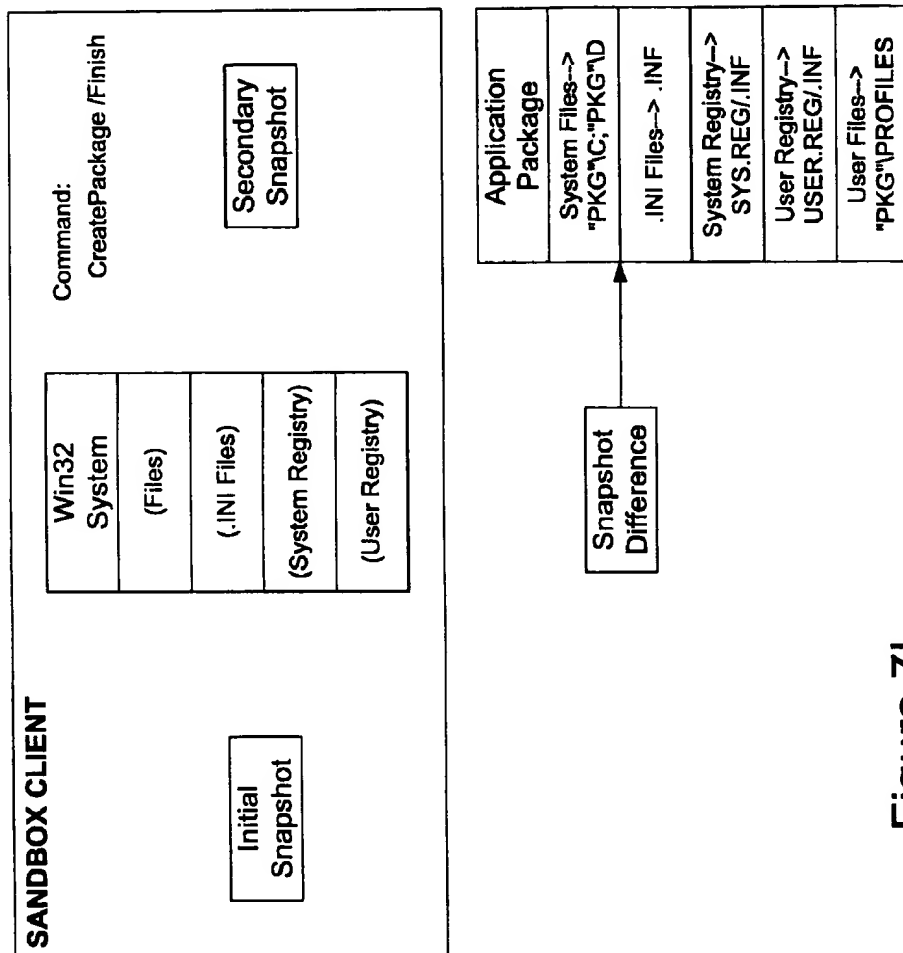 SANDBOX CLIENT
Initial
Snapshot
Win32
System
(Files)
(.INI Files)
(System Registry)
(User Registry)
Command:
CreatePackage /Finish
Secondary
Snapshot
Snapshot
Difference
Application
Package
System Files-->
"PKG"\C;"PKG"\D
.INI Files--> .INF
System Registry-->
SYS.REG/.INF
User Registry-->
USER.REG/.INF
User Files-->
"PKG"\PROFILES
Figure